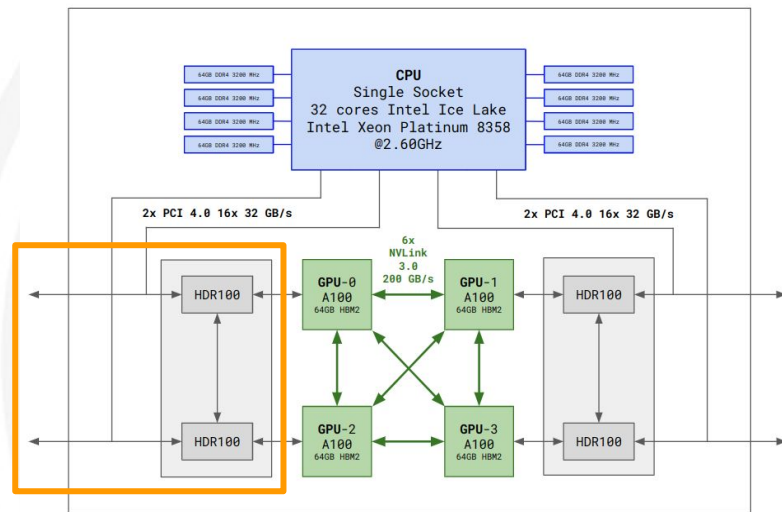 CPU
Single Socket
32 cores Intel Ice Lake
Intel Xeon Platinum 8358
@2.60GHz
64GB DDR4 3200 MHz
64GB DDR4 3200 MHz
64GB DDR4 3200 MHz
64GB DDR4 3200 MHz
64GB DDR4 3200 MHz
64GB DDR4 3200 MHz
64GB DDR4 3200 MHz
64GB DDR4 3200 MHz
2x PCI 4.0 16x 32 GB/s
2x PCI 4.0 16x 32 GB/s
6x
NVLink
3.0
200 GB/s
HDR100
GPU-0
A100
64GB HBM2
GPU-1
A100
64GB HBM2
HDR100
HDR100
GPU-2
A100
64GB HBM2
GPU-3
A100
64GB HBM2
HDR100